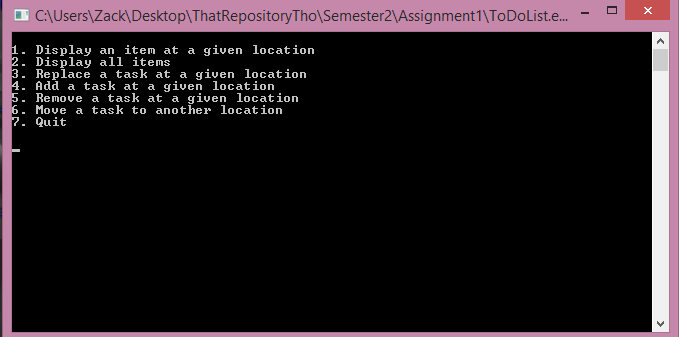 C:\Users\Zack\Desktop\ThatRepositoryTho\Semester2\Assignment1\ToDoList.e...
1. Display an item at a given location
2. Display all items
3. Replace a task at a given location
4. Add a task at a given location
5. Remove a task at a given location
6. Move a task to another location
7. Quit